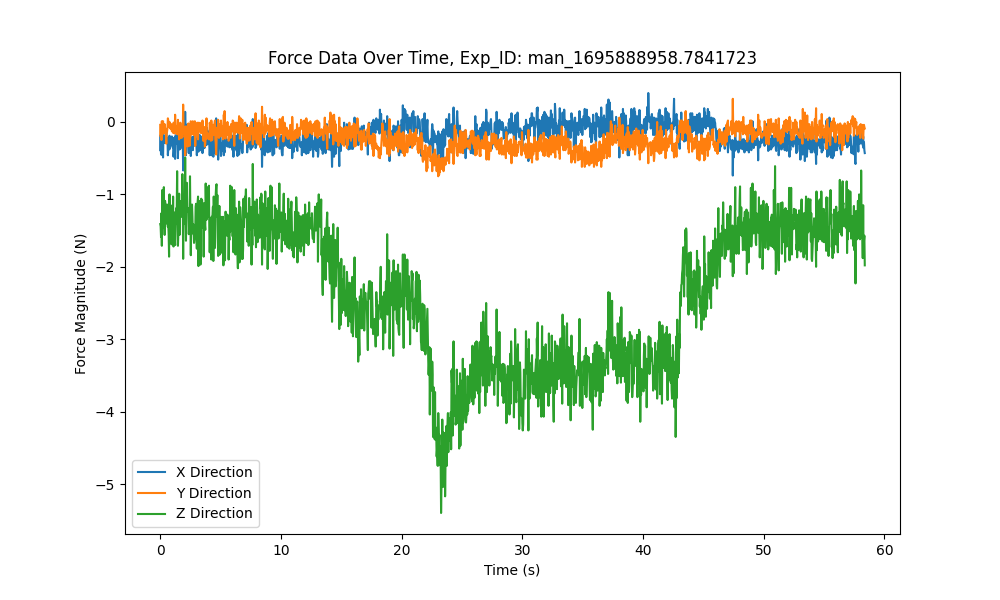 Force Data Over Time, Exp_ID: man_1695888958.7841723
Force Magnitude (N)
0
−1
−2
−3
−4
−5
X Direction
Y Direction
Z Direction
0 10 20 30 40 50 60
Time (s)